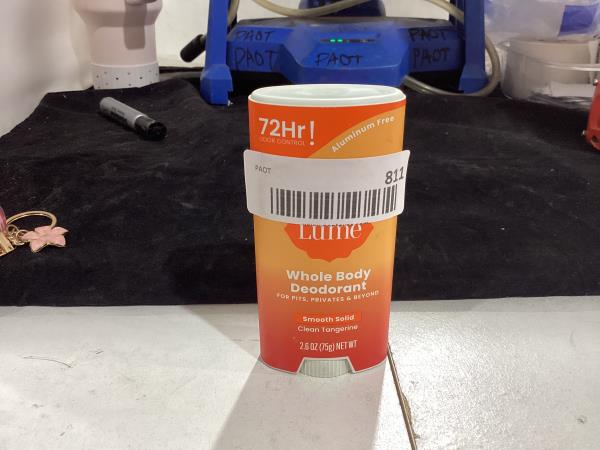 PAOT
PAOT
PAOT
PAOT
PAOT
72Hr!
ODOR CONTROL
Aluminum Free
PAOT
811
Lume
Whole Body
Deodorant
FOR PITS, PRIVATES & BEYOND
Smooth Solid
Clean Tangerine
2.6 OZ (75g) NET WT